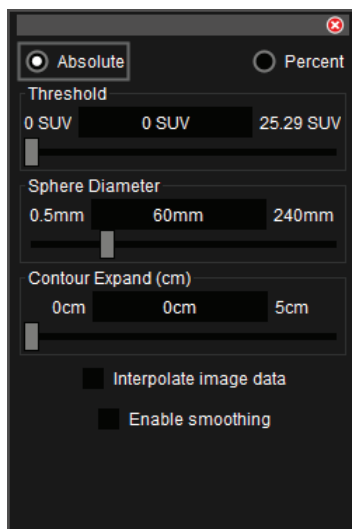 Absolute Percent
Threshold
0 SUV 0 SUV 25.29 SUV
Sphere Diameter
0.5mm 60mm 240mm
Contour Expand (cm)
0cm 0cm 5cm
Interpolate image data
Enable smoothing